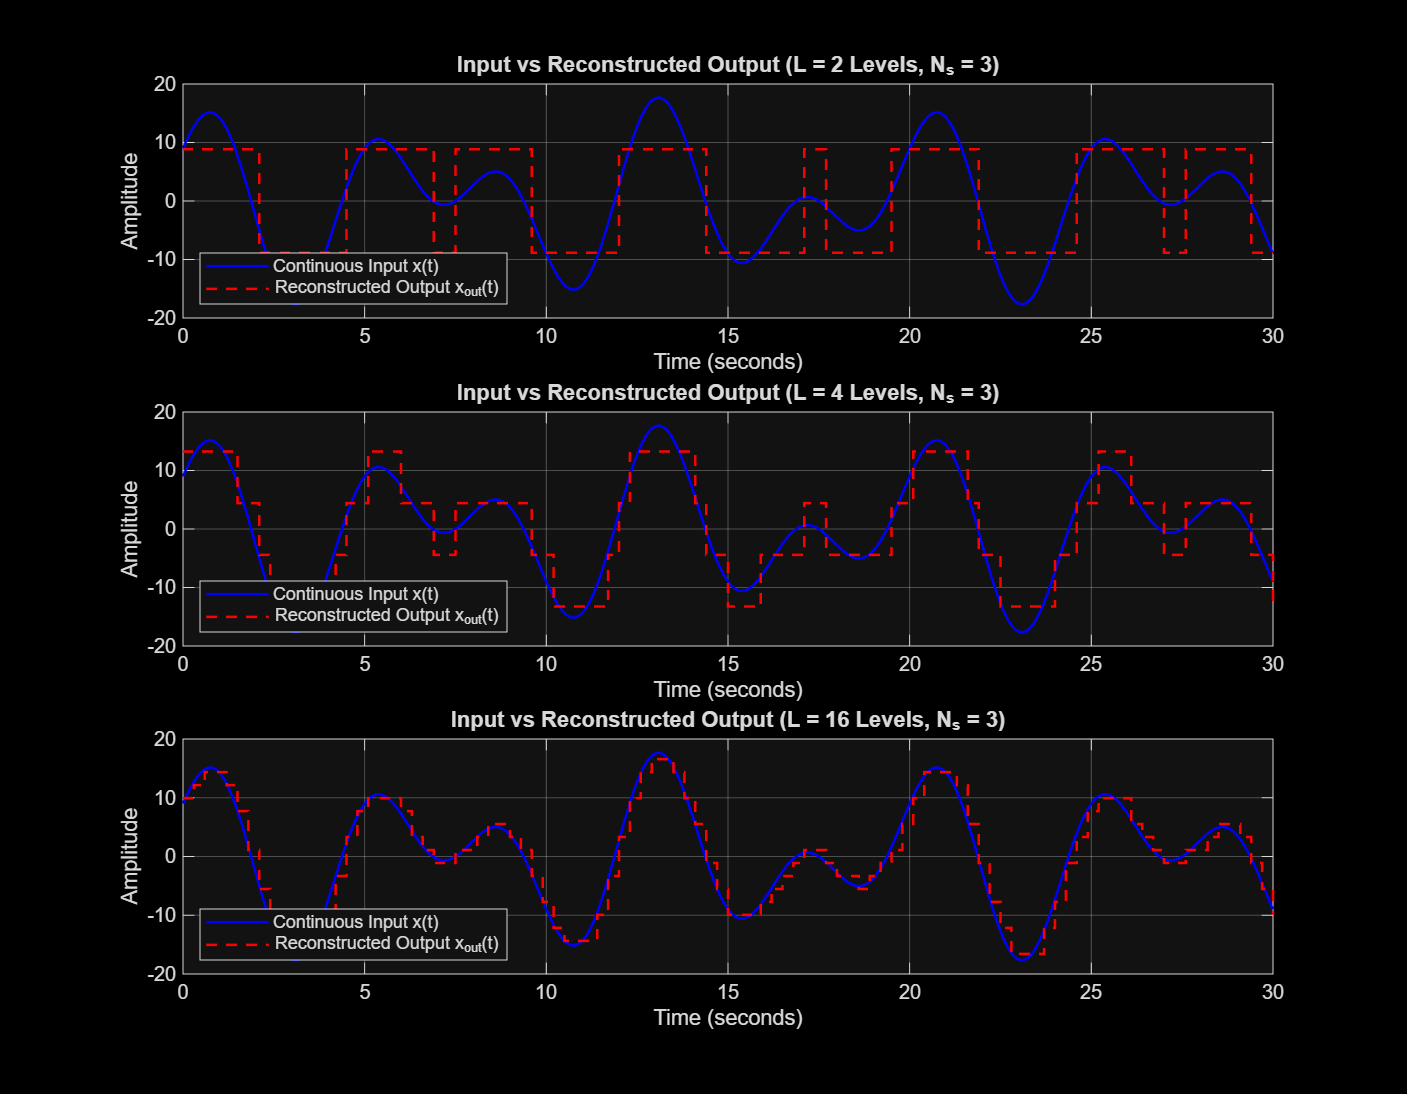 Input vs Reconstructed Output (L = 2 Levels, Nₛ = 3)
20
10
0
-10
-20
Amplitude
Continuous Input x(t)
Reconstructed Output xout(t)
0 5 10 15 20 25 30
Time (seconds)
Input vs Reconstructed Output (L = 4 Levels, Nₛ = 3)
20
10
0
-10
-20
Amplitude
Continuous Input x(t)
Reconstructed Output xout(t)
0 5 10 15 20 25 30
Time (seconds)
Input vs Reconstructed Output (L = 16 Levels, Nₛ = 3)
20
10
0
-10
-20
Amplitude
Continuous Input x(t)
Reconstructed Output xout(t)
0 5 10 15 20 25 30
Time (seconds)